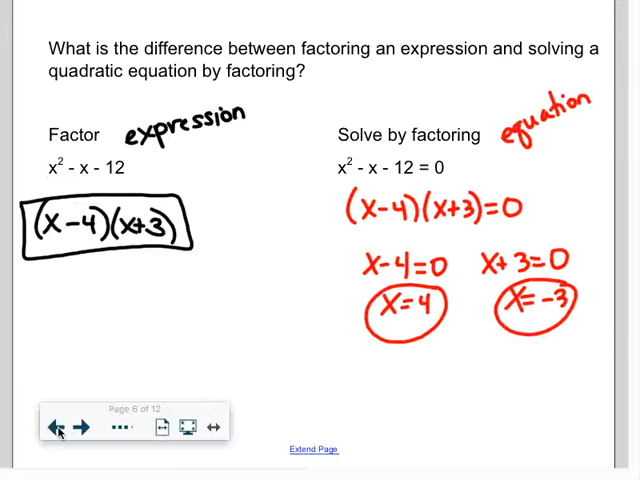 What is the difference between factoring an expression and solving a
quadratic equation by factoring?
Factor expression
x² - x - 12
(x-4)(x+3)
Solve by factoring equation
x² - x - 12 = 0
(x-4)(x+3)=0
x-4=0 x+3=0
x=4 x=-3
Page 6 of 12
Extend Page